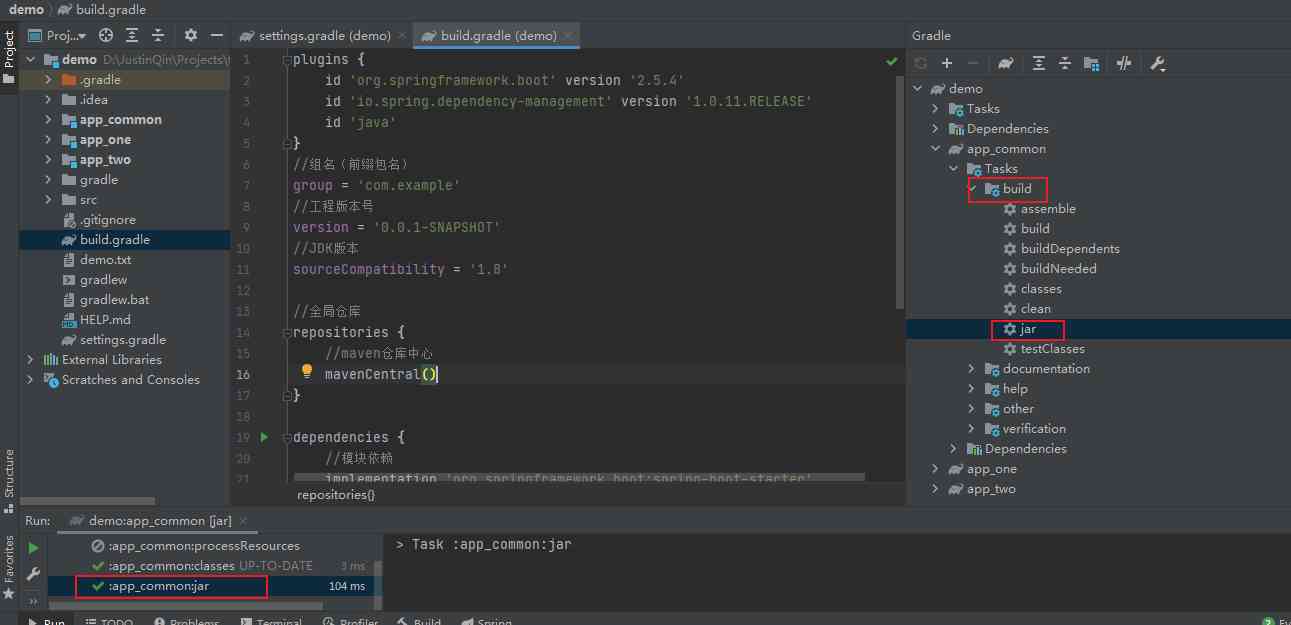 demo
build.gradle
Proj...
settings.gradle (demo)
build.gradle (demo)
Gradle
Project
Structure
Favorites
demo D:\JustinQin\Projects\
.gradle
.idea
app_common
app_one
app_two
gradle
src
.gitignore
build.gradle
demo.txt
gradlew
gradlew.bat
HELP.md
settings.gradle
External Libraries
Scratches and Consoles
1 plugins {
2 id 'org.springframework.boot' version '2.5.4'
3 id 'io.spring.dependency-management' version '1.0.11.RELEASE'
4 id 'java'
5 }
6 //组名（前缀包名）
7 group = 'com.example'
8 //工程版本号
9 version = '0.0.1-SNAPSHOT'
10 //JDK版本
11 sourceCompatibility = '1.8'
12
13 //全局仓库
14 repositories {
15 //maven仓库中心
16 mavenCentral()
17 }
18
19 dependencies {
20 //模块依赖
21 implementation 'org.springframework.boot:spring-boot-starter'
repositories{}
demo
Tasks
Dependencies
app_common
Tasks
build
assemble
build
buildDependents
buildNeeded
classes
clean
jar
testClasses
documentation
help
other
verification
Dependencies
app_one
app_two
Run: demo:app_common [jar]
:app_common:processResources
:app_common:classes UP-TO-DATE 3 ms
:app_common:jar 104 ms
> Task :app_common:jar
Run
TODO
Problems
Terminal
Profiler
Build
Spring
2